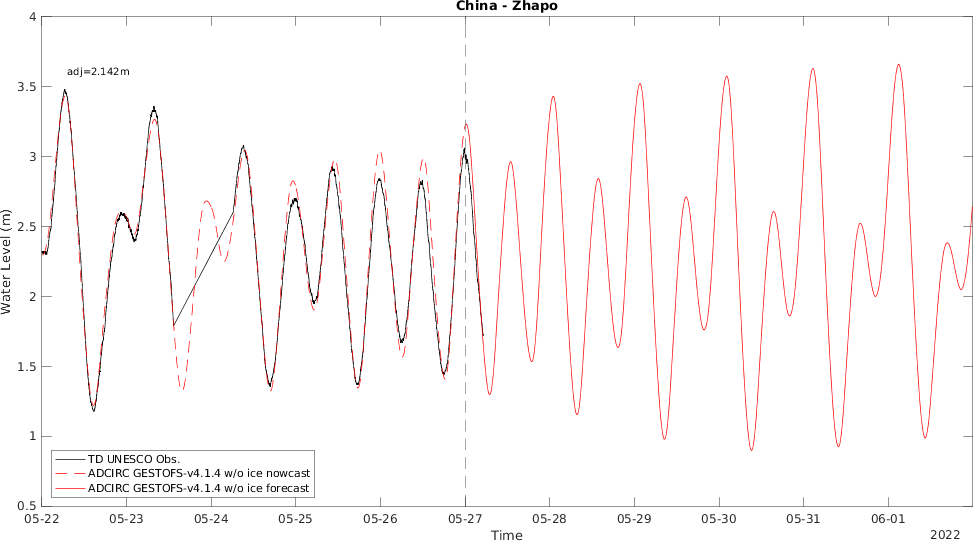 China - Zhapo
adj=2.142m
Water Level (m)
4
3.5
3
2.5
2
1.5
1
0.5
TD UNESCO Obs.
ADCIRC GESTOFS-v4.1.4 w/o ice nowcast
ADCIRC GESTOFS-v4.1.4 w/o ice forecast
05-22 05-23 05-24 05-25 05-26 05-27 05-28 05-29 05-30 05-31 06-01
Time
2022